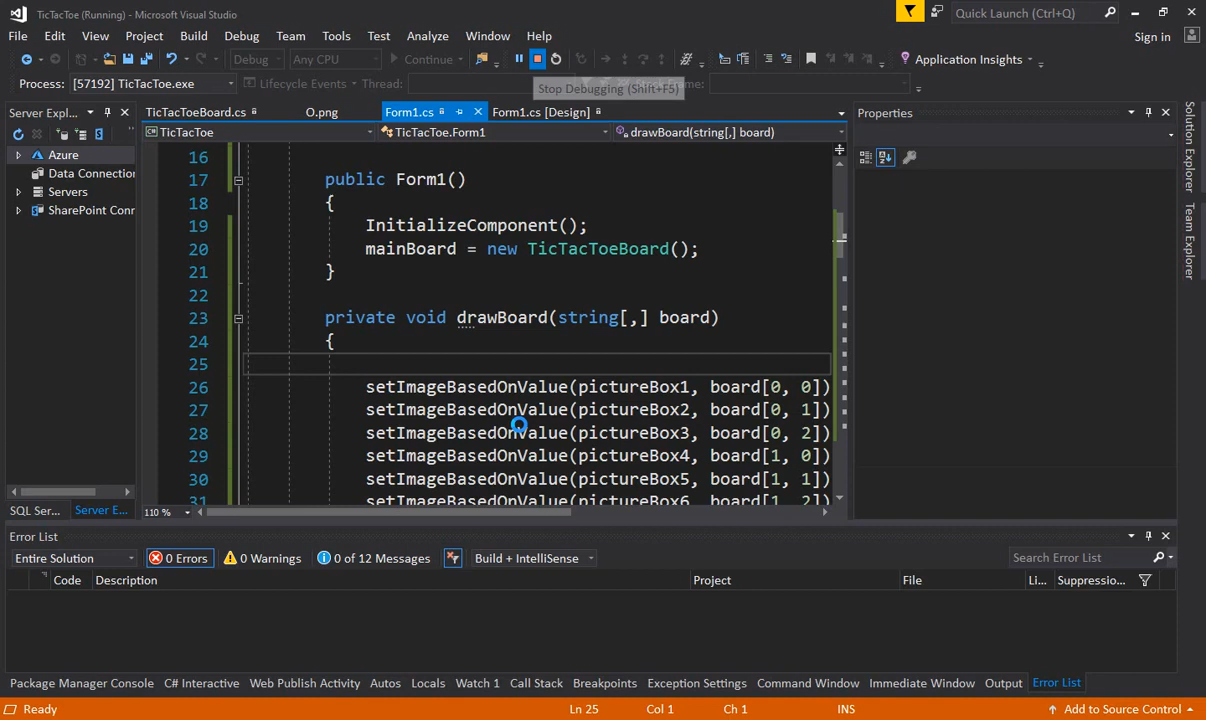 TicTacToe (Running) - Microsoft Visual Studio
Quick Launch (Ctrl+Q)
File Edit View Project Build Debug Team Tools Test Analyze Window Help
Sign in
Debug Any CPU Continue Application Insights
Process: [57192] TicTacToe.exe Lifecycle Events Thread: Frame:
Stop Debugging (Shift+F5)
Server Expl...
TicTacToeBoard.cs O.png Form1.cs Form1.cs [Design]
Properties
TicTacToe TicTacToe.Form1 drawBoard(string[,] board)
Azure
Data Connection
Servers
SharePoint Conn
16
17 public Form1()
18 {
19 InitializeComponent();
20 mainBoard = new TicTacToeBoard();
21 }
22
23 private void drawBoard(string[,] board)
24 {
25
26 setImageBasedOnValue(pictureBox1, board[0, 0])
27 setImageBasedOnValue(pictureBox2, board[0, 1])
28 setImageBasedOnValue(pictureBox3, board[0, 2])
29 setImageBasedOnValue(pictureBox4, board[1, 0])
30 setImageBasedOnValue(pictureBox5, board[1, 1])
31 setImageBasedOnValue(pictureBox6, board[1, 2])
110 %
SQL Ser... Server E...
Solution Explorer
Team Explorer
Error List
Entire Solution 0 Errors 0 Warnings 0 of 12 Messages Build + IntelliSense Search Error List
Code Description Project File Li... Suppressio...
Package Manager Console C# Interactive Web Publish Activity Autos Locals Watch 1 Call Stack Breakpoints Exception Settings Command Window Immediate Window Output Error List
Ready Ln 25 Col 1 Ch 1 INS Add to Source Control